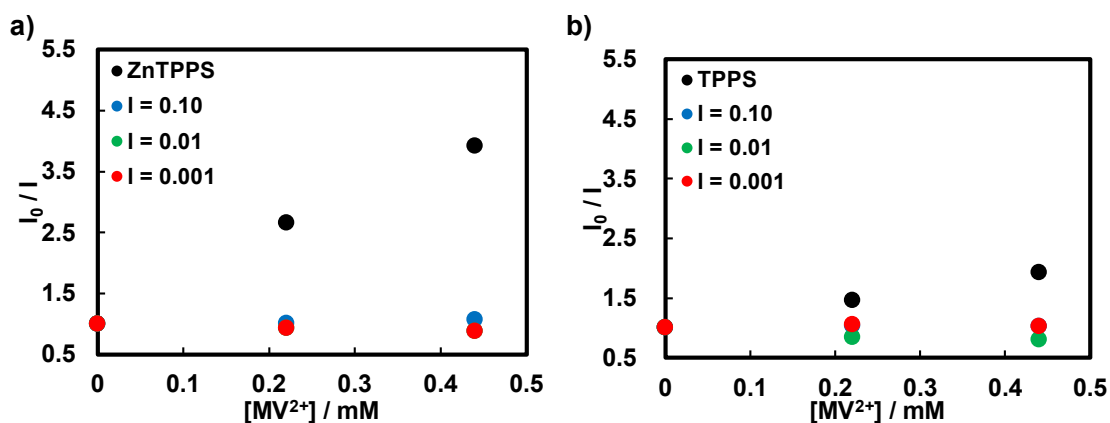 a)
5.5
4.5
3.5
2.5
1.5
0.5
I₀ / I
ZnTPPS
I = 0.10
I = 0.01
I = 0.001
0 0.1 0.2 0.3 0.4 0.5
[MV²⁺] / mM
b)
5.5
4.5
3.5
2.5
1.5
0.5
I₀ / I
TPPS
I = 0.10
I = 0.01
I = 0.001
0 0.1 0.2 0.3 0.4 0.5
[MV²⁺] / mM